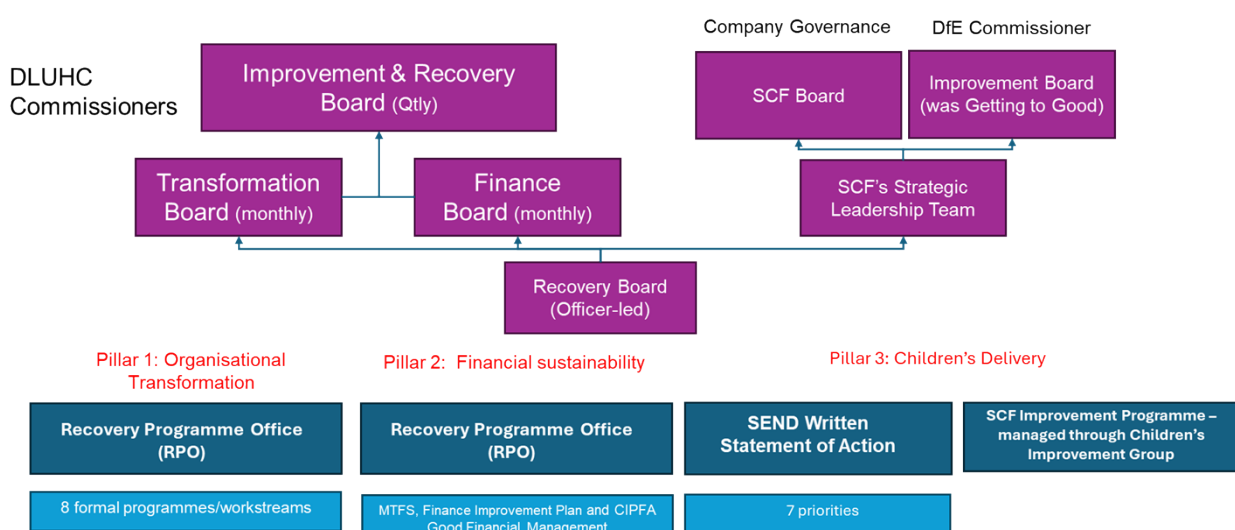 Company Governance
DfE Commissioner
DLUHC
Commissioners
Improvement & Recovery
Board (Qtly)
SCF Board
Improvement Board
(was Getting to Good)
Transformation
Board (monthly)
Finance
Board (monthly)
SCF's Strategic
Leadership Team
Recovery Board
(Officer-led)
Pillar 1: Organisational
Transformation
Pillar 2: Financial sustainability
Pillar 3: Children's Delivery
Recovery Programme Office
(RPO)
Recovery Programme Office
(RPO)
SEND Written
Statement of Action
SCF Improvement Programme –
managed through Children's
Improvement Group
8 formal programmes/workstreams
MTFS, Finance Improvement Plan and CIPFA
Good Financial Management
7 priorities